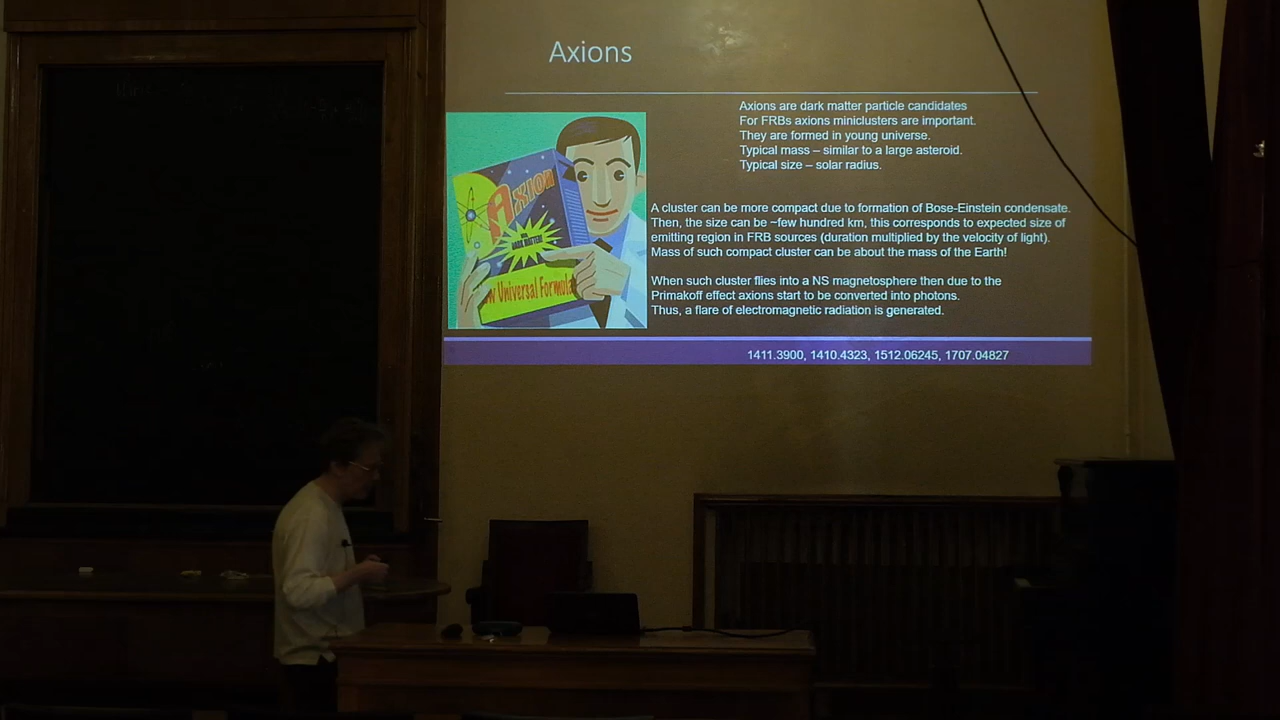 Axions
Axions are dark matter particle candidates
For FRBs axions miniclusters are important.
They are formed in young universe.
Typical mass – similar to a large asteroid.
Typical size – solar radius.
Axion
DARK MATTER!
Universal Formula
A cluster can be more compact due to formation of Bose-Einstein condensate.
Then, the size can be ~few hundred km, this corresponds to expected size of
emitting region in FRB sources (duration multiplied by the velocity of light).
Mass of such compact cluster can be about the mass of the Earth!
When such cluster flies into a NS magnetosphere then due to the
Primakoff effect axions start to be converted into photons.
Thus, a flare of electromagnetic radiation is generated.
1411.3900, 1410.4323, 1512.06245, 1707.04827